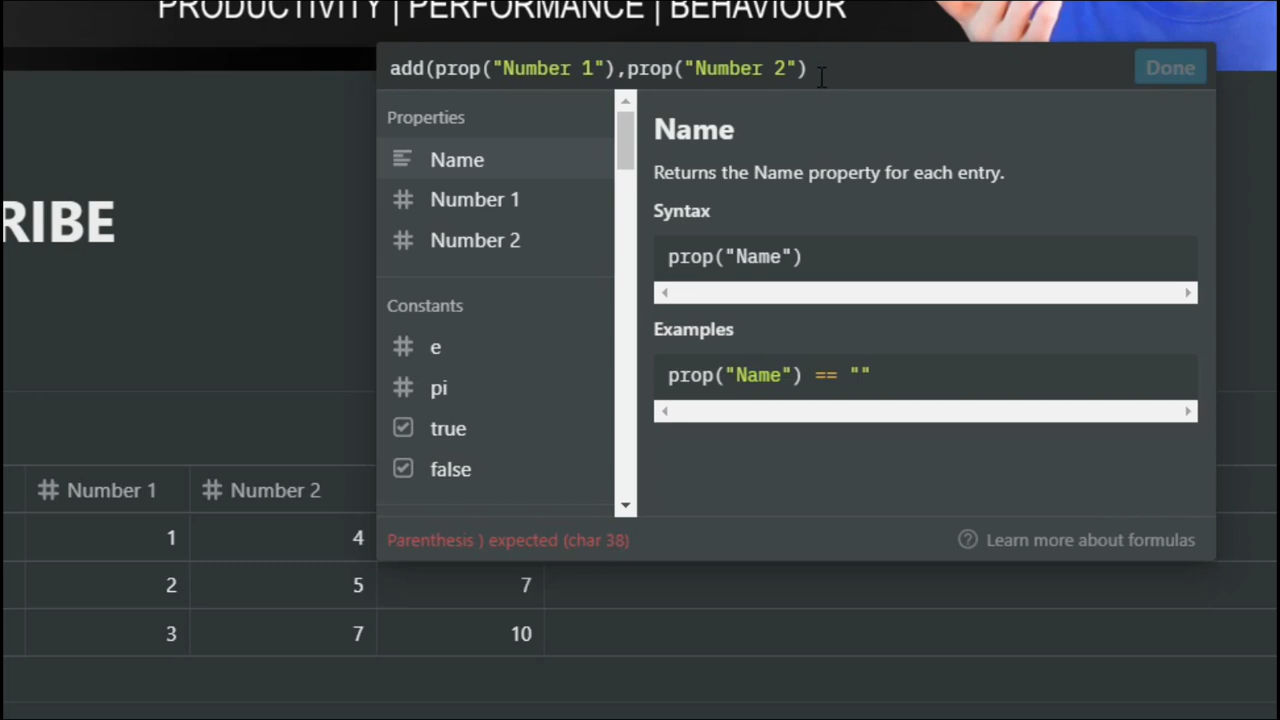 PRODUCTIVITY | PERFORMANCE | BEHAVIOUR
add(prop("Number 1"),prop("Number 2")
Done
Properties
Name
Number 1
Number 2
Constants
e
pi
true
false
Name
Returns the Name property for each entry.
Syntax
prop("Name")
Examples
prop("Name") == ""
Parenthesis ) expected (char 38)
Learn more about formulas
RIBE
Number 1 Number 2
1 4
2 5 7
3 7 10